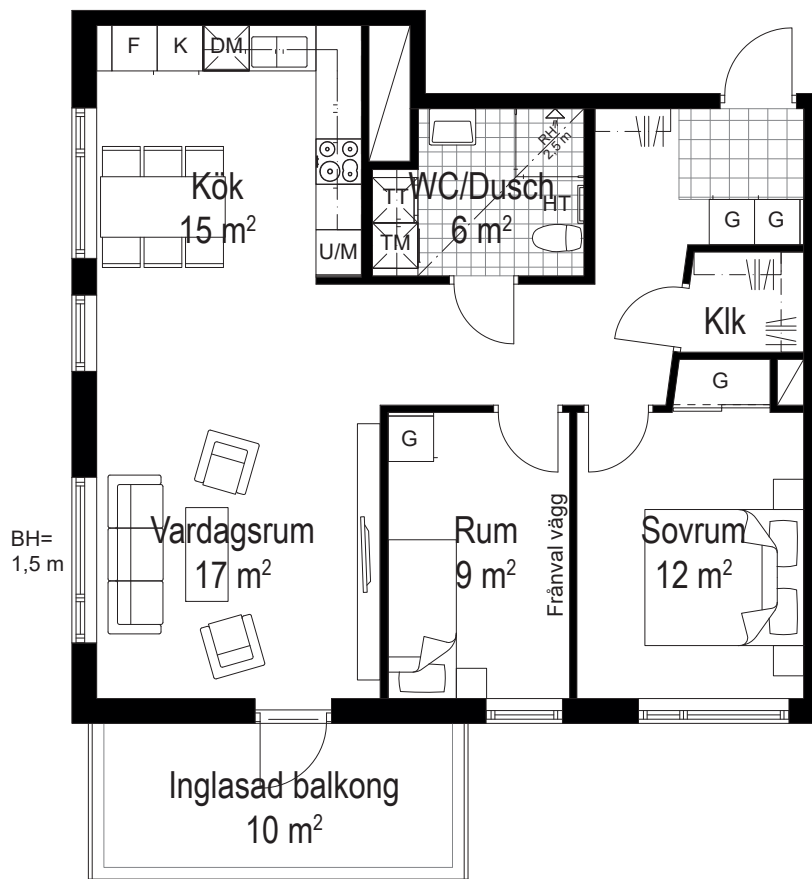 F K DM
RH=
2,5 m
Kök
15 m²
TT
WC/Dusch
6 m²
HT
TM
U/M
G G
Klk
G
G
BH=
1,5 m
Vardagsrum
17 m²
Rum
9 m²
Frånval vägg
Sovrum
12 m²
Inglasad balkong
10 m²